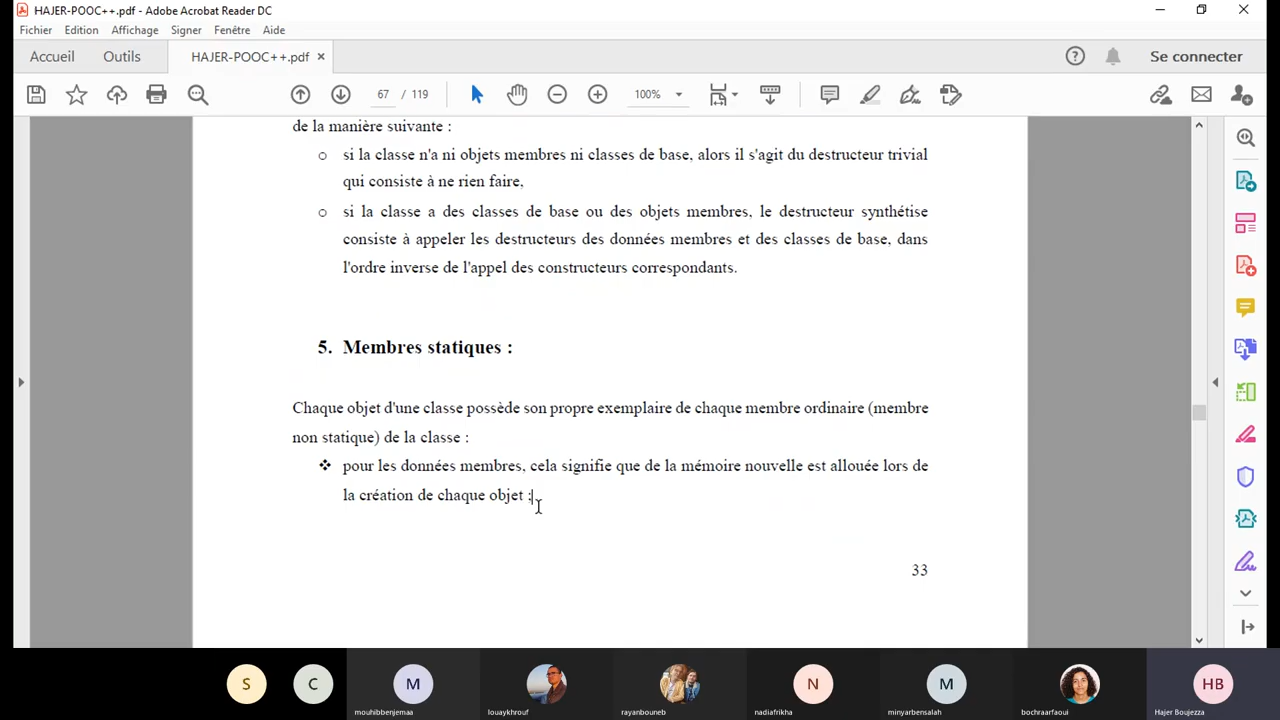 HAJER-POOC++.pdf - Adobe Acrobat Reader DC
Fichier Edition Affichage Signer Fenêtre Aide
Accueil Outils HAJER-POOC++.pdf × Se connecter
67 / 119 100%
de la manière suivante :
o si la classe n'a ni objets membres ni classes de base, alors il s'agit du destructeur trivial
qui consiste à ne rien faire,
o si la classe a des classes de base ou des objets membres, le destructeur synthétise
consiste à appeler les destructeurs des données membres et des classes de base, dans
l'ordre inverse de l'appel des constructeurs correspondants.
5. Membres statiques :
Chaque objet d'une classe possède son propre exemplaire de chaque membre ordinaire (membre
non statique) de la classe :
❖ pour les données membres, cela signifie que de la mémoire nouvelle est allouée lors de
la création de chaque objet ;
33
S C M N M HB
mouhibbenjemaa louaykhrouf rayanbouneb nadiafrikha minyarbensalah bochraarfaoui Hajer Boujezza